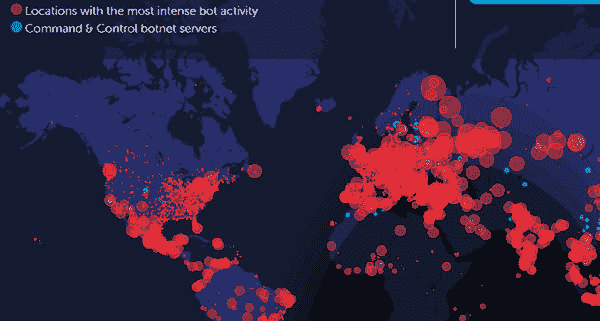 Locations with the most intense bot activity
Command & Control botnet servers